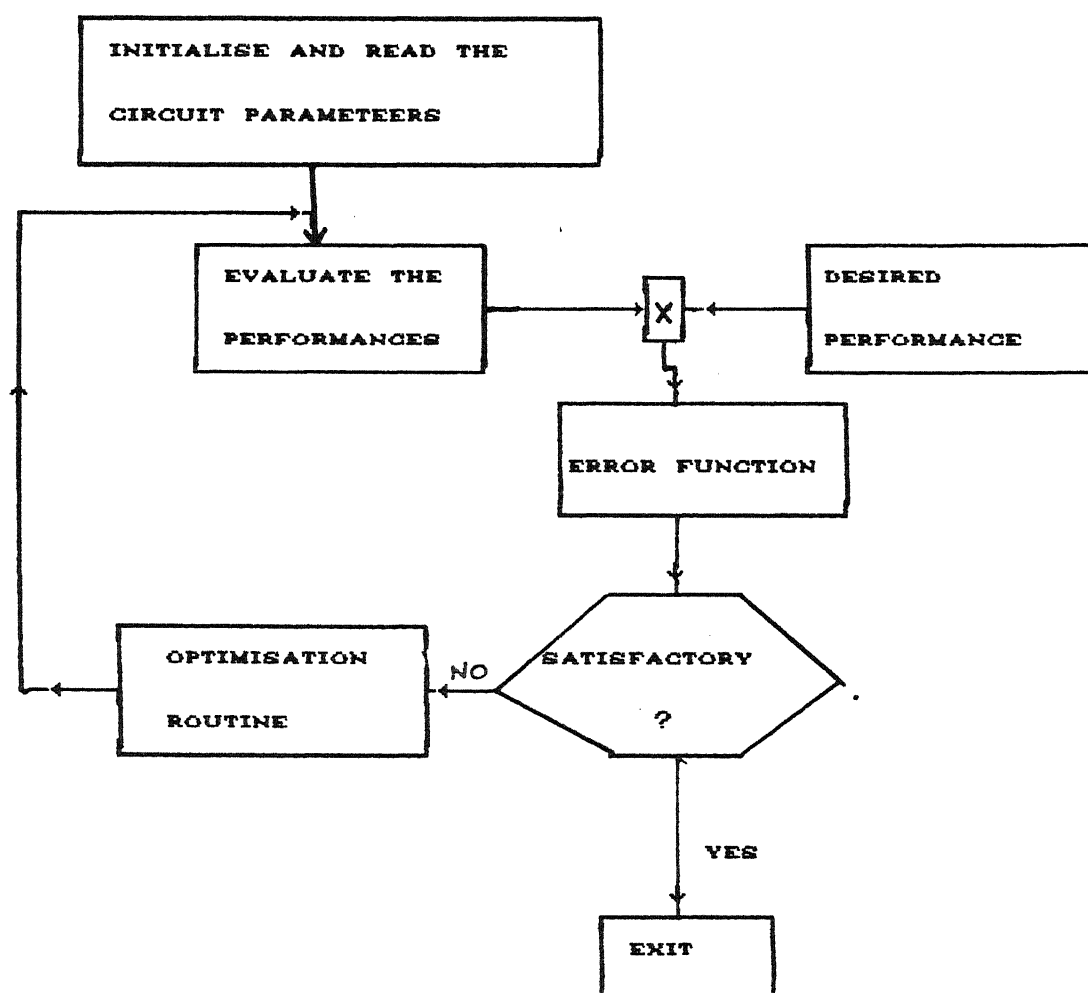 INITIALISE AND READ THE
CIRCUIT PARAMETEERS
EVALUATE THE
PERFORMANCES
X
DESIRED
PERFORMANCE
ERROR FUNCTION
SATISFACTORY
?
NO
OPTIMISATION
ROUTINE
YES
EXIT